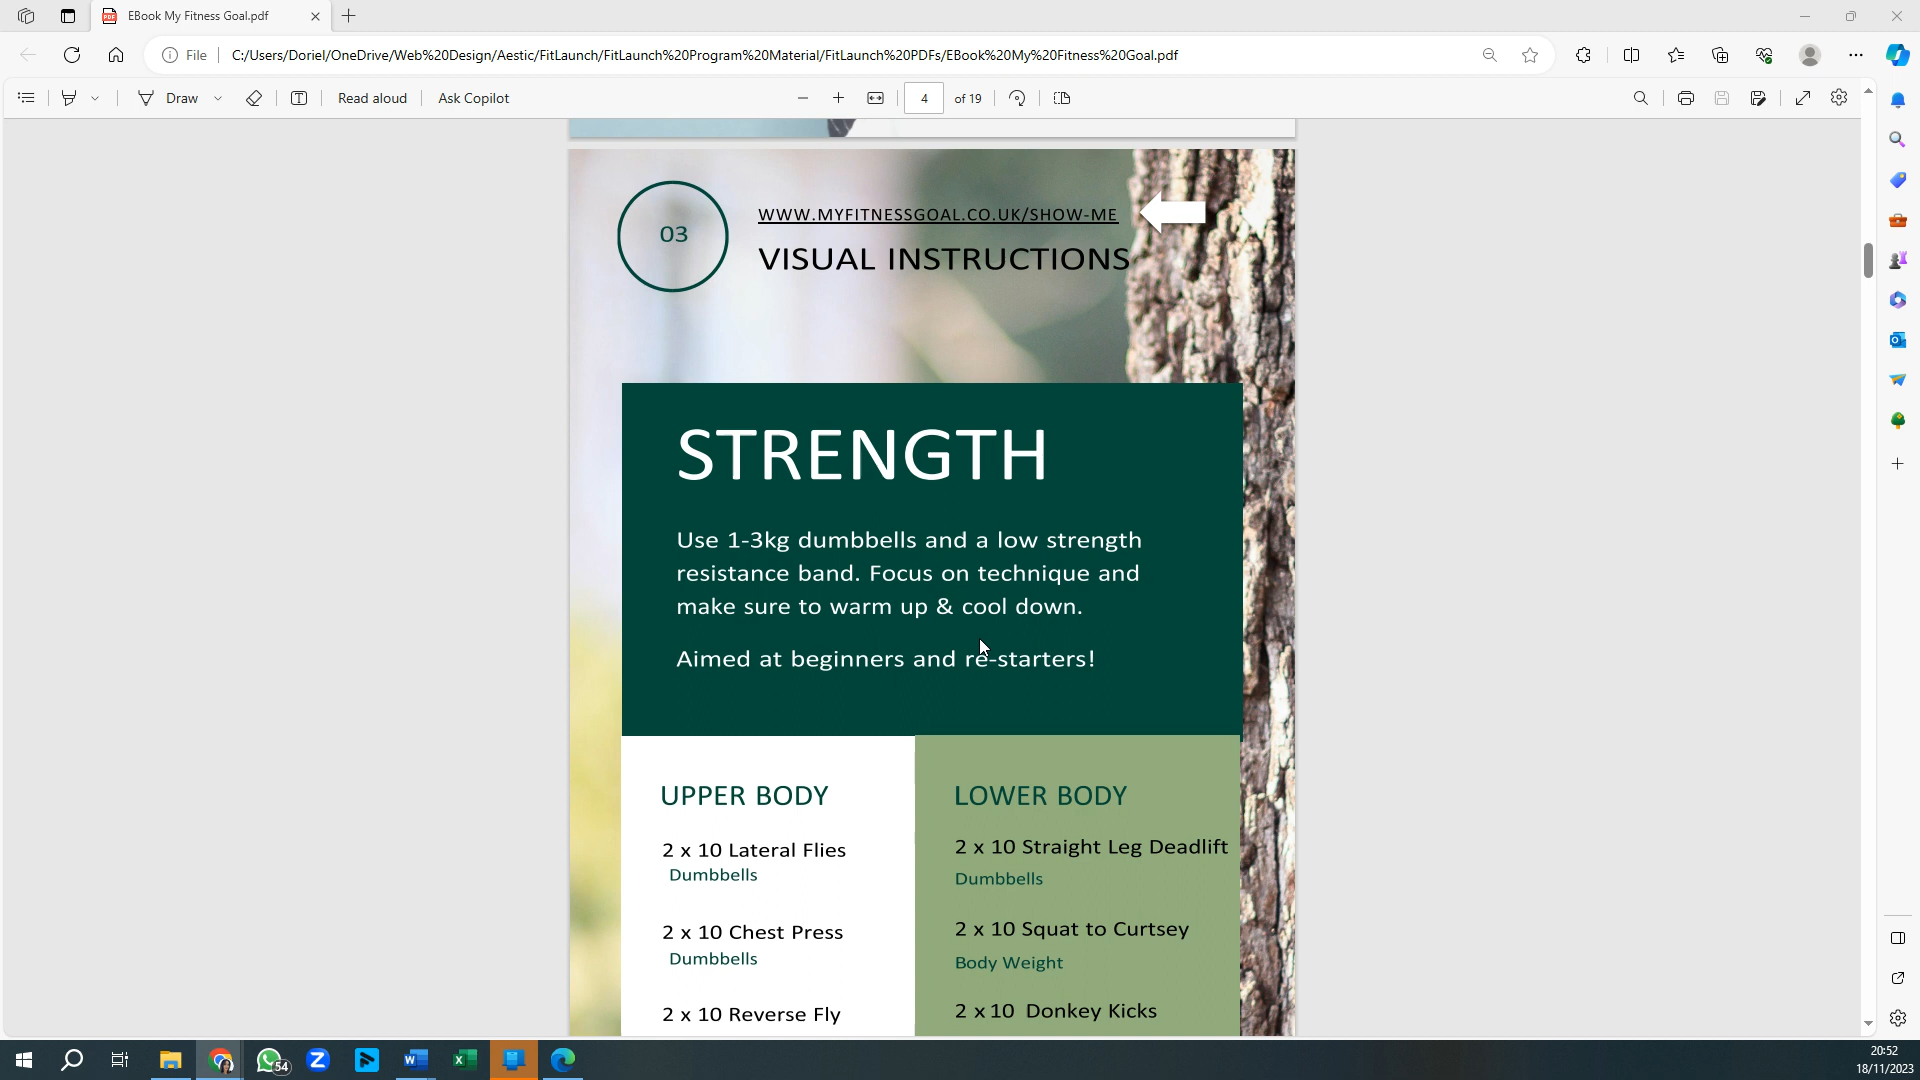 EBook My Fitness Goal.pdf
File
C:/Users/Doriel/OneDrive/Web%20Design/Aestic/FitLaunch/FitLaunch%20Program%20Material/FitLaunch%20PDFs/EBook%20My%20Fitness%20Goal.pdf
Draw
Read aloud
Ask Copilot
4 of 19
03
WWW.MYFITNESSGOAL.CO.UK/SHOW-ME
VISUAL INSTRUCTIONS
STRENGTH
Use 1-3kg dumbbells and a low strength
resistance band. Focus on technique and
make sure to warm up & cool down.
Aimed at beginners and re-starters!
UPPER BODY
2 x 10 Lateral Flies
Dumbbells
2 x 10 Chest Press
Dumbbells
2 x 10 Reverse Fly
LOWER BODY
2 x 10 Straight Leg Deadlift
Dumbbells
2 x 10 Squat to Curtsey
Body Weight
2 x 10 Donkey Kicks
54
20:52
18/11/2023